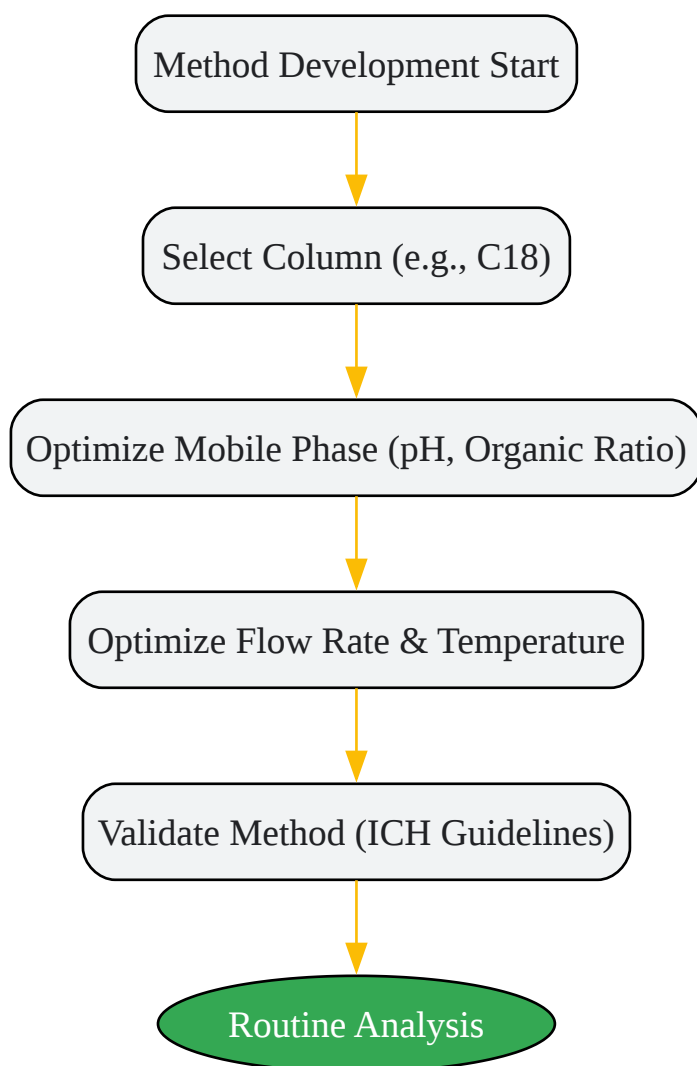 Method Development Start
Select Column (e.g., C18)
Optimize Mobile Phase (pH, Organic Ratio)
Optimize Flow Rate & Temperature
Validate Method (ICH Guidelines)
Routine Analysis